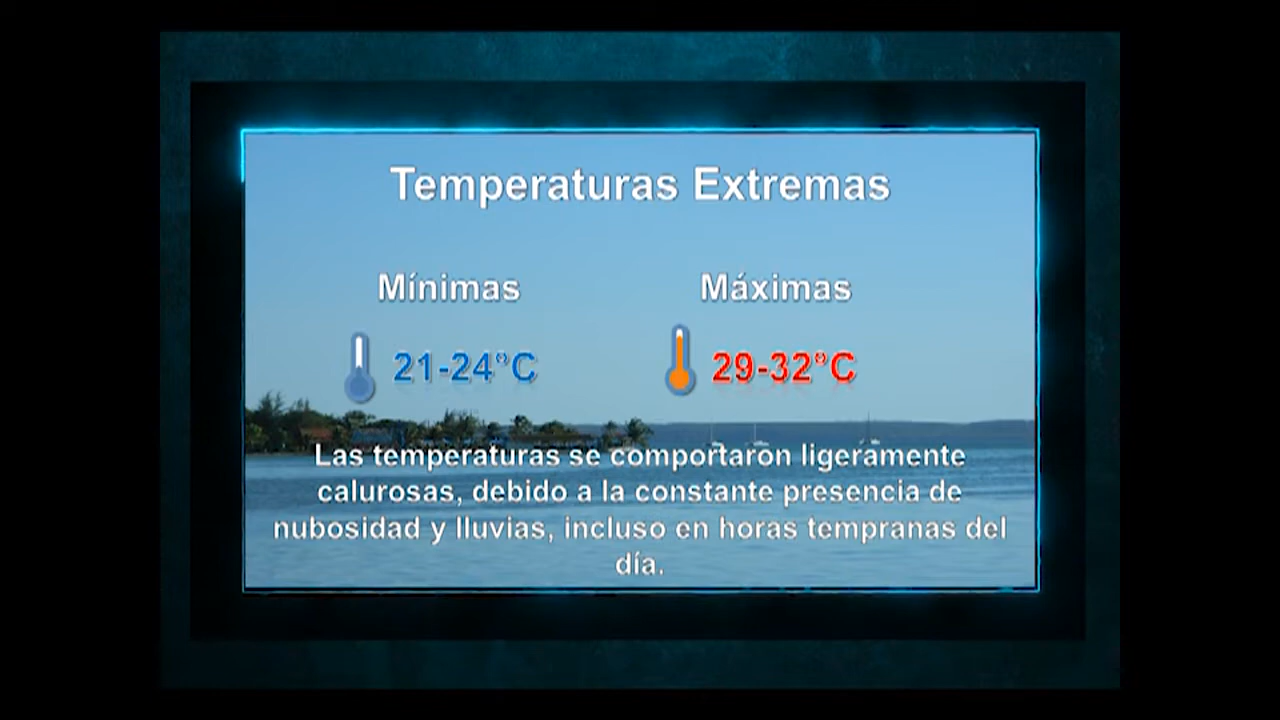 Temperaturas Extremas
Mínimas
Máximas
21-24°C
29-32°C
Las temperaturas se comportaron ligeramente
calurosas, debido a la constante presencia de
nubosidad y lluvias, incluso en horas tempranas del
día.